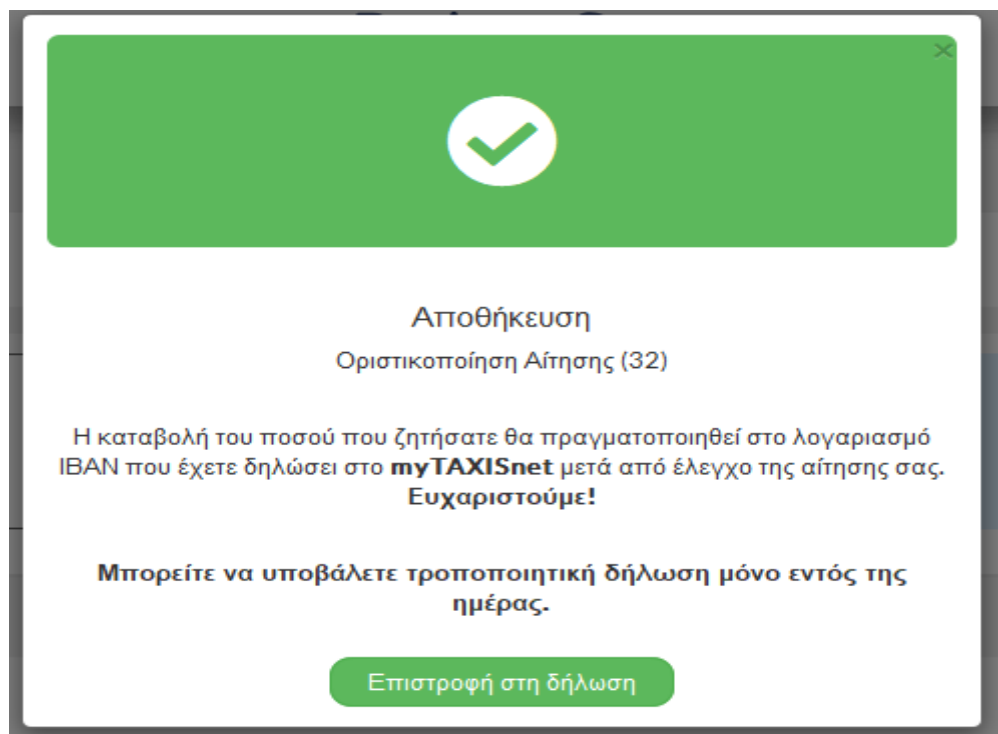 ×
Αποθήκευση
Οριστικοποίηση Αίτησης (32)
Η καταβολή του ποσού που ζητήσατε θα πραγματοποιηθεί στο λογαριασμό
IBAN που έχετε δηλώσει στο myTAXISnet μετά από έλεγχο της αίτησης σας.
Ευχαριστούμε!
Μπορείτε να υποβάλετε τροποποιητική δήλωση μόνο εντός της
ημέρας.
Επιστροφή στη δήλωση